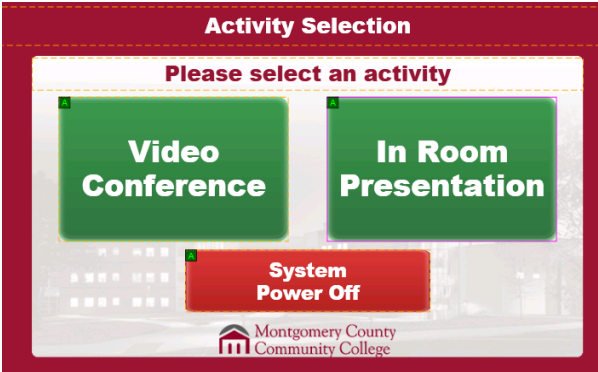 Activity Selection
Please select an activity
A
A
Video
Conference
In Room
Presentation
A
System
Power Off
Montgomery County
Community College